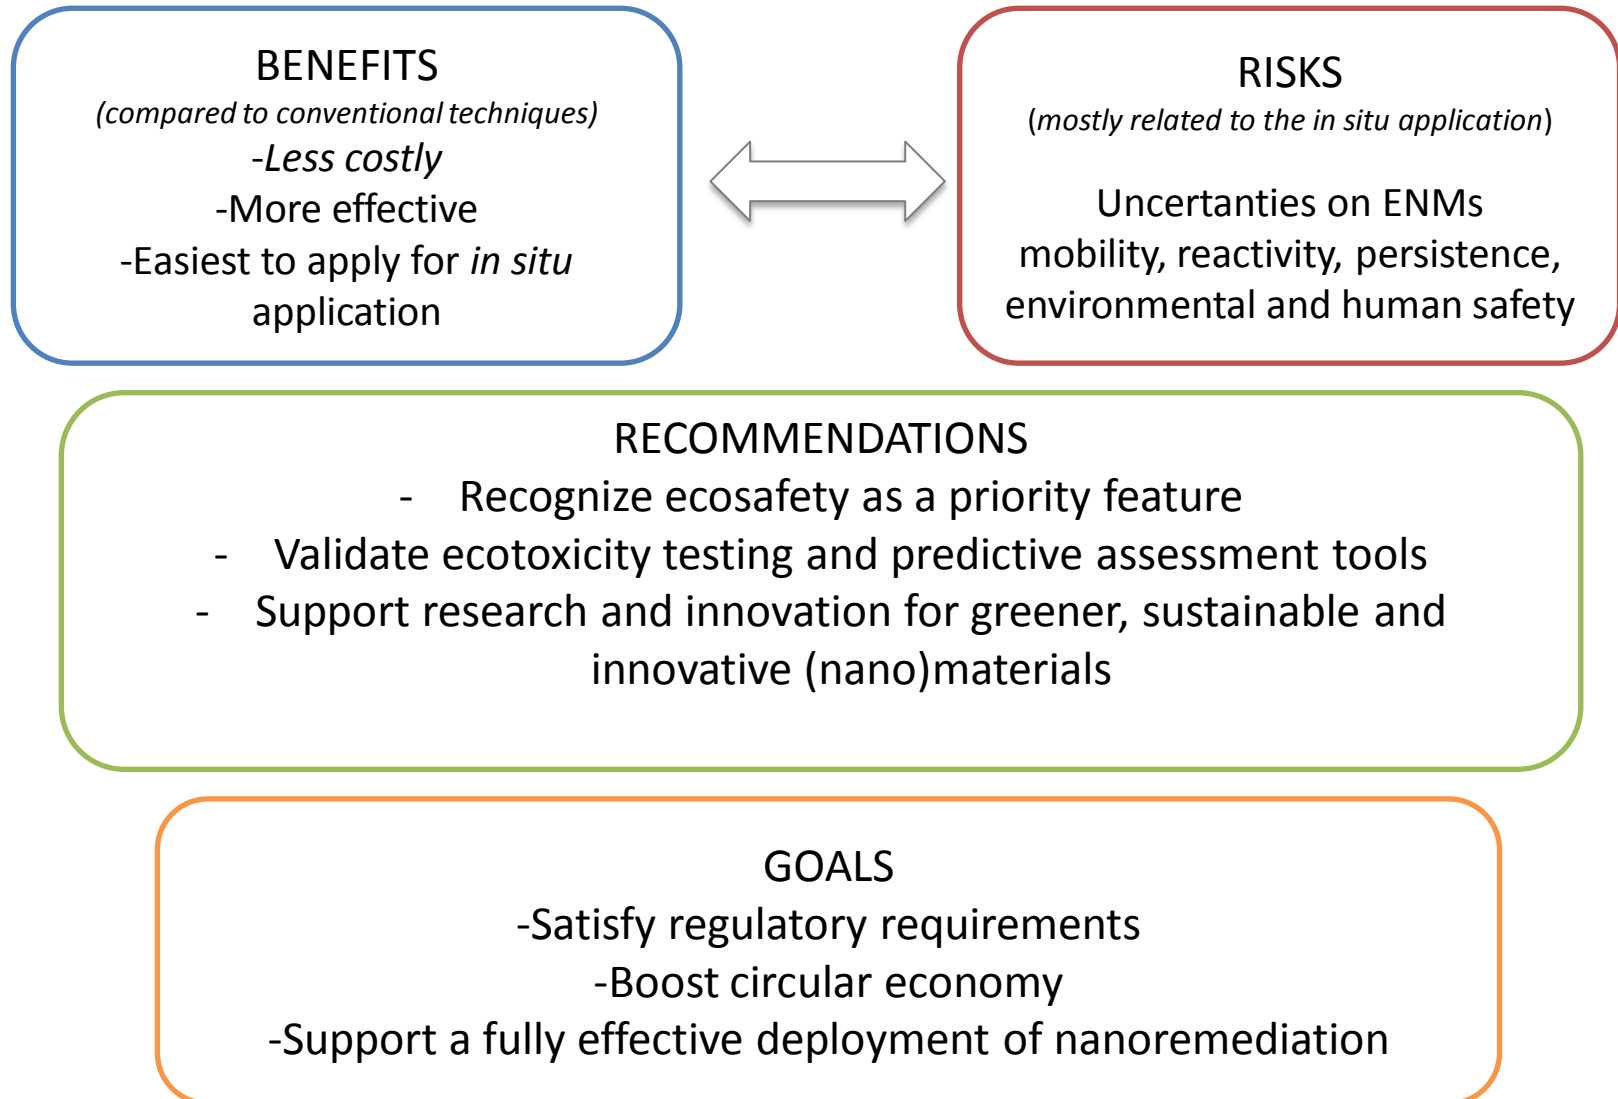 BENEFITS
(compared to conventional techniques)
-Less costly
-More effective
-Easiest to apply for in situ
application
RISKS
(mostly related to the in situ application)
Uncertanties on ENMs
mobility, reactivity, persistence,
environmental and human safety
RECOMMENDATIONS
- Recognize ecosafety as a priority feature
- Validate ecotoxicity testing and predictive assessment tools
- Support research and innovation for greener, sustainable and
innovative (nano)materials
GOALS
-Satisfy regulatory requirements
-Boost circular economy
-Support a fully effective deployment of nanoremediation